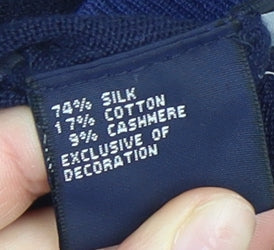 74% SILK
17% COTTON
9% CASHMERE
EXCLUSIVE OF
DECORATION